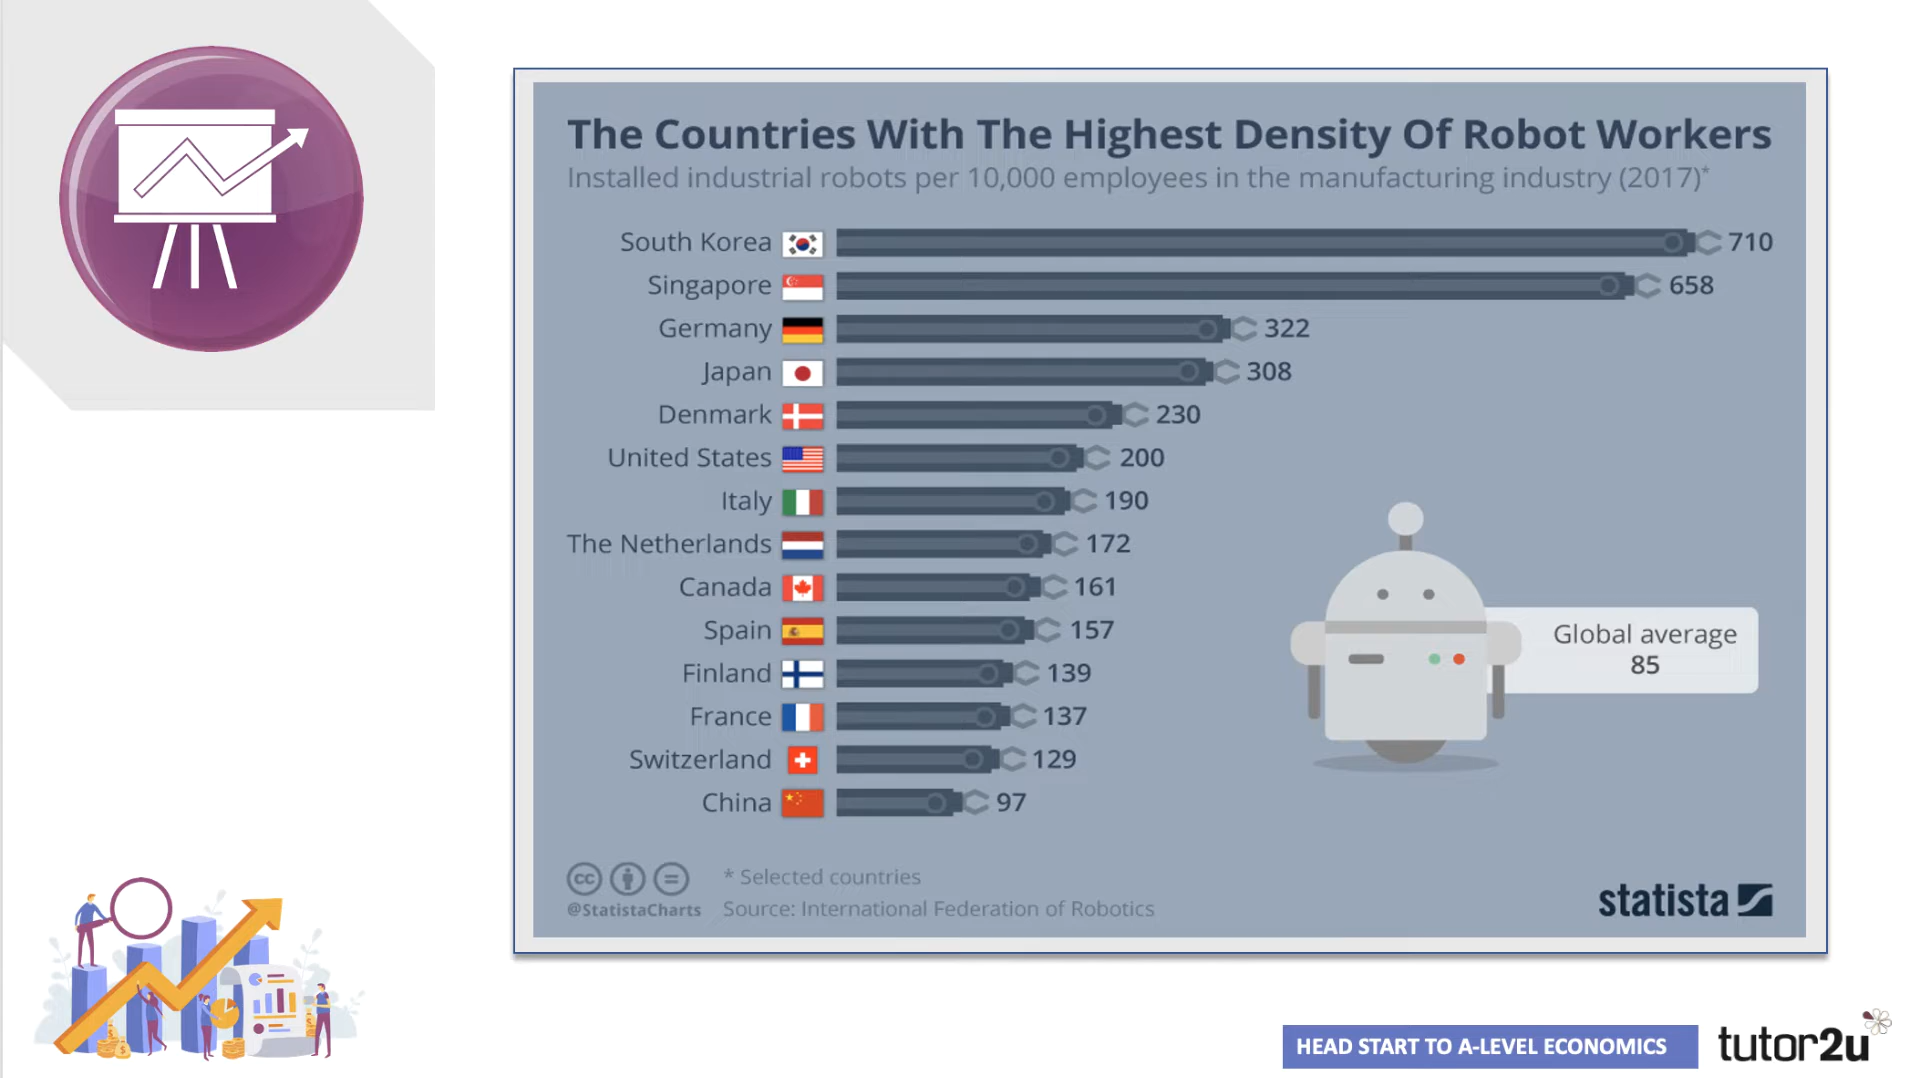 The Countries With The Highest Density Of Robot Workers
Installed industrial robots per 10,000 employees in the manufacturing industry (2017)*
South Korea 710
Singapore 658
Germany 322
Japan 308
Denmark 230
United States 200
Italy 190
The Netherlands 172
Canada 161
Spain 157
Finland 139
France 137
Switzerland 129
China 97
Global average
85
cc
* Selected countries
@StatistaCharts
Source: International Federation of Robotics
statista
HEAD START TO A-LEVEL ECONOMICS
tutor2u